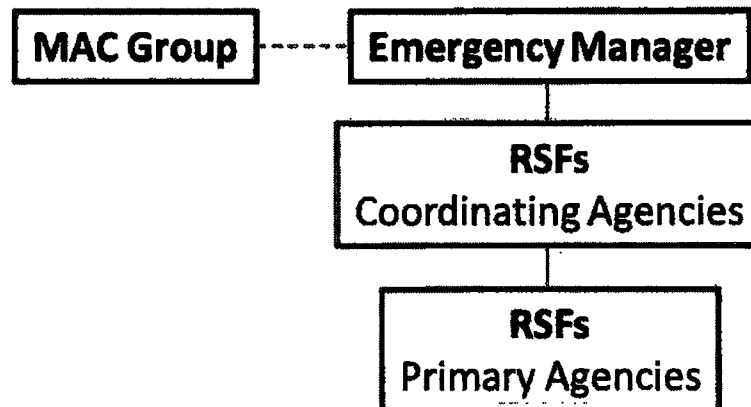 MAC Group
Emergency Manager
RSFs
Coordinating Agencies
RSFs
Primary Agencies